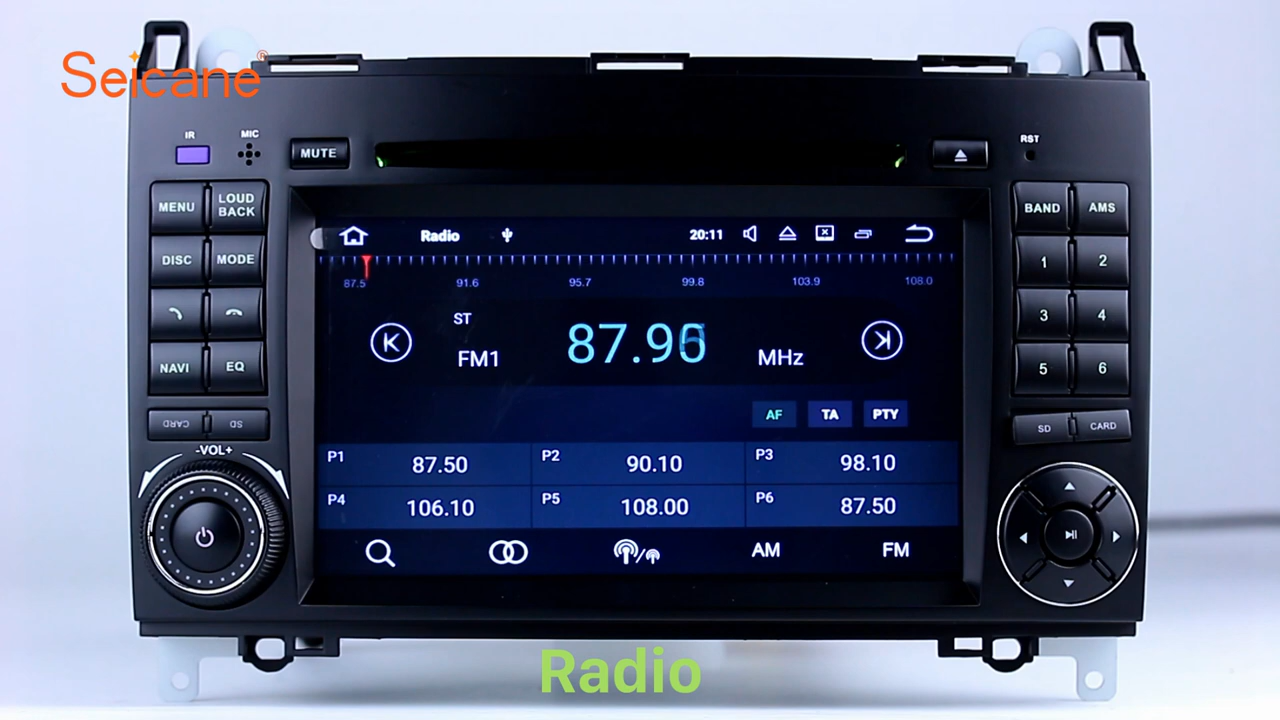 Seicane®
IR
MIC
MUTE
RST
MENU
LOUD BACK
BAND
AMS
DISC
MODE
1
2
3
4
NAVI
EQ
5
6
CARD
SD
SD
CARD
-VOL+
Radio
20:11
87.5
91.6
95.7
99.8
103.9
108.0
ST
FM1
MHz
AF
TA
PTY
P1
87.50
P2
90.10
P3
98.10
P4
106.10
P5
108.00
P6
87.50
AM
FM
Radio